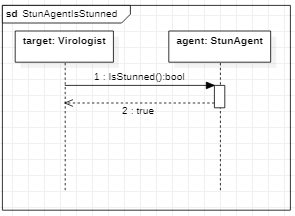 sd StunAgentIsStunned
target: Virologist
agent: StunAgent
1 : IsStunned():bool
2 : true